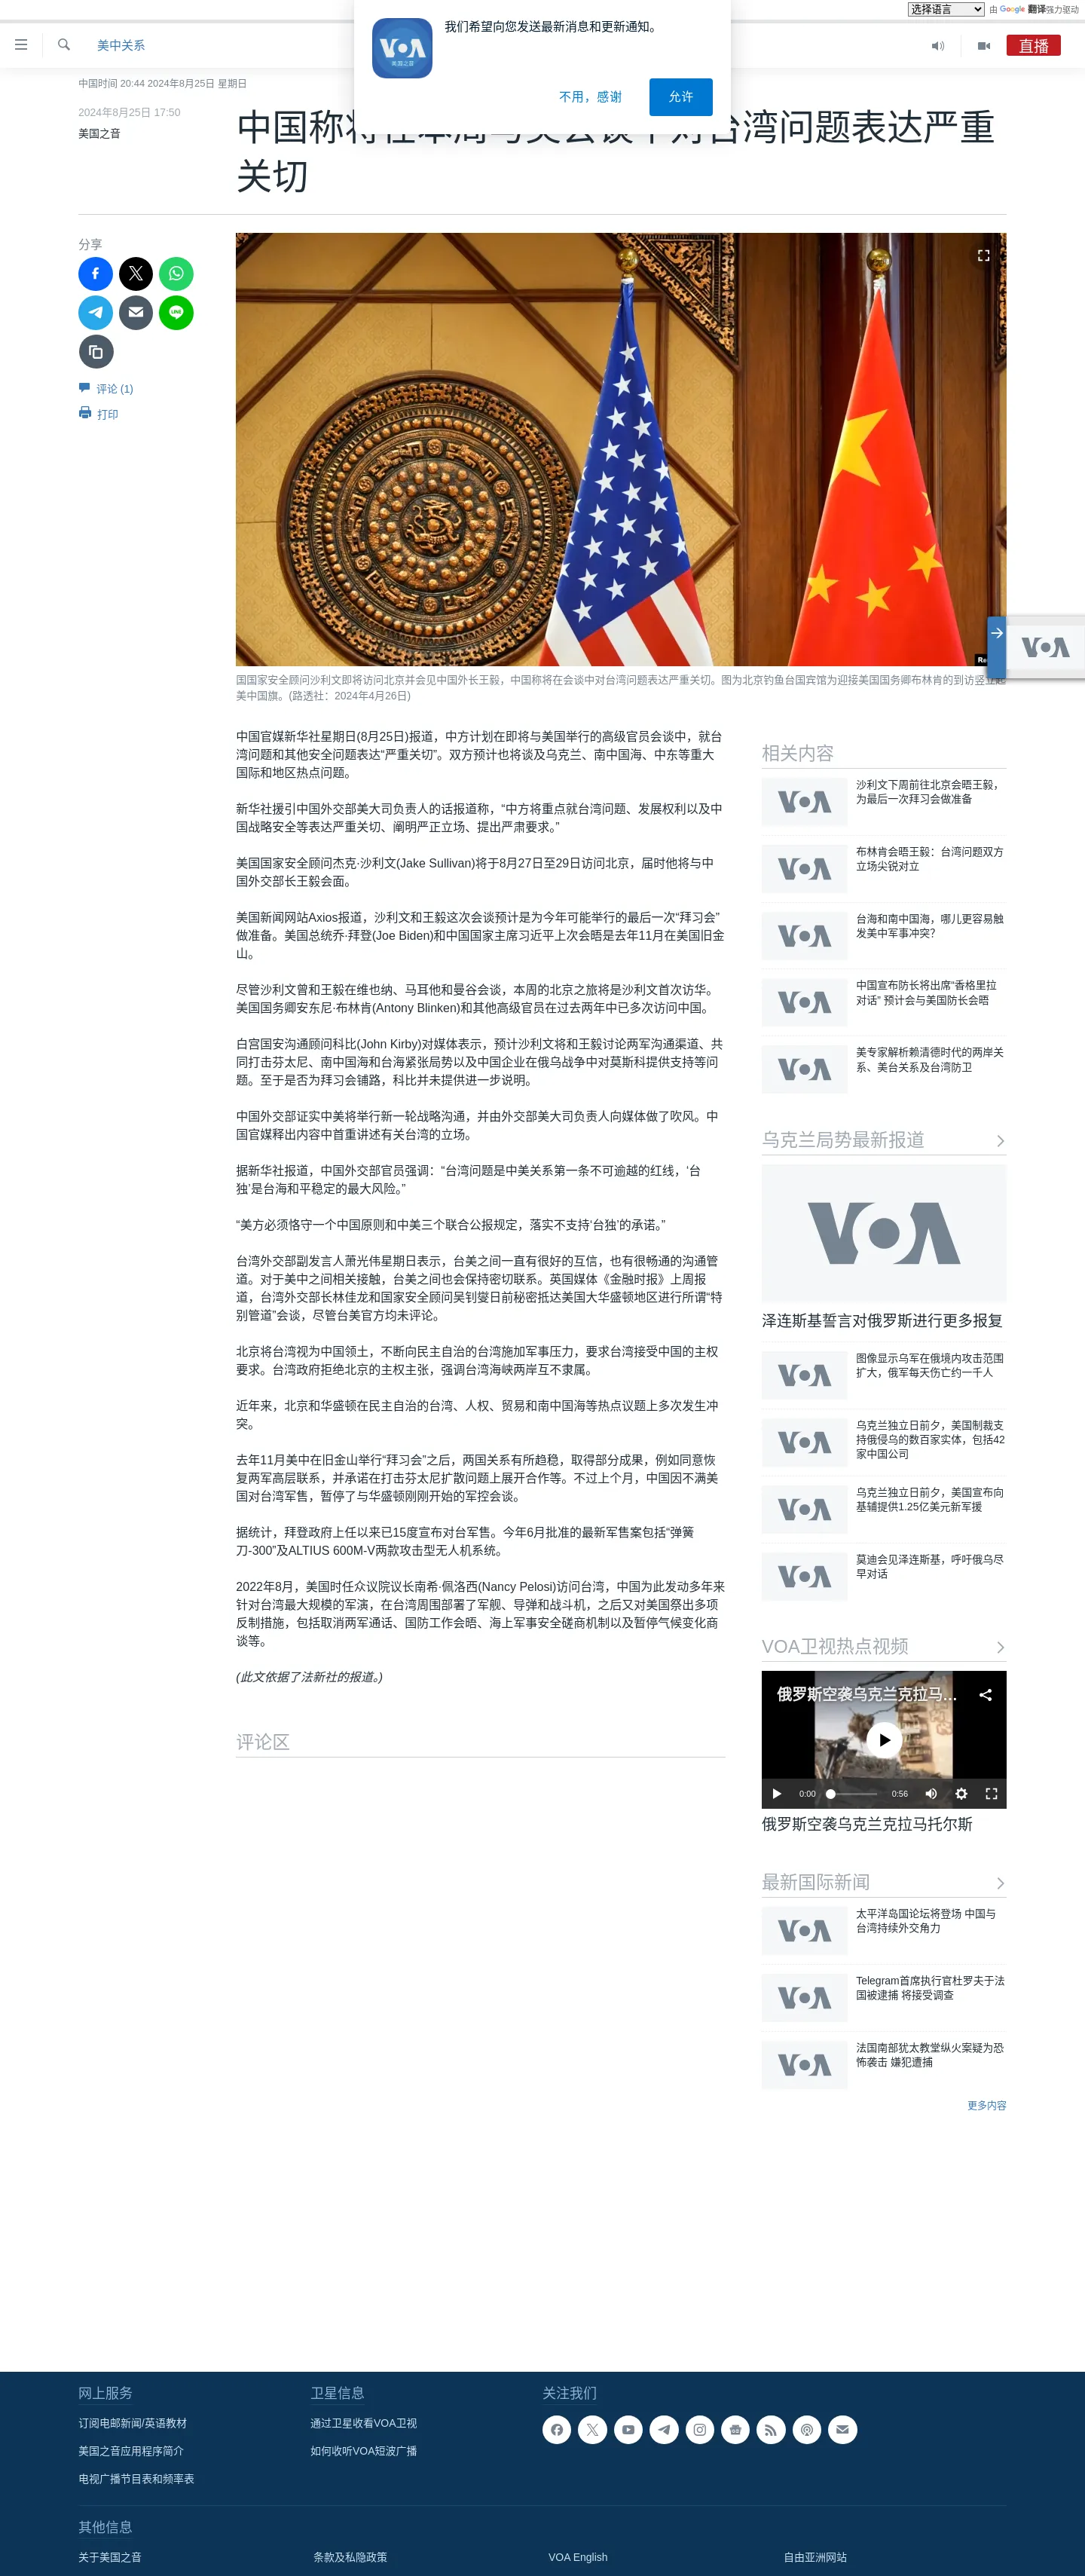 选择语言 由 Google 翻译强力驱动
我们希望向您发送最新消息和更新通知。
VOA
美国之音
不用，感谢
允许
美中关系
直播
中国时间 20:44 2024年8月25日 星期日
2024年8月25日 17:50
美国之音
对台湾问题表达严重
关切
分享
评论 (1)
打印
国国家安全顾问沙利文即将访问北京并会见中国外长王毅，中国称将在会谈中对台湾问题表达严重关切。图为北京钓鱼台国宾馆为迎接美国国务卿布林肯的到访竖立起
美中国旗。(路透社：2024年4月26日)
VOA
中国官媒新华社星期日(8月25日)报道，中方计划在即将与美国举行的高级官员会谈中，就台
湾问题和其他安全问题表达“严重关切”。双方预计也将谈及乌克兰、南中国海、中东等重大
国际和地区热点问题。
新华社援引中国外交部美大司负责人的话报道称，“中方将重点就台湾问题、发展权利以及中
国战略安全等表达严重关切、阐明严正立场、提出严肃要求。”
美国国家安全顾问杰克·沙利文(Jake Sullivan)将于8月27日至29日访问北京，届时他将与中
国外交部长王毅会面。
美国新闻网站Axios报道，沙利文和王毅这次会谈预计是为今年可能举行的最后一次“拜习会”
做准备。美国总统乔·拜登(Joe Biden)和中国国家主席习近平上次会晤是去年11月在美国旧金
山。
尽管沙利文曾和王毅在维也纳、马耳他和曼谷会谈，本周的北京之旅将是沙利文首次访华。
美国国务卿安东尼·布林肯(Antony Blinken)和其他高级官员在过去两年中已多次访问中国。
白宫国安沟通顾问科比(John Kirby)对媒体表示，预计沙利文将和王毅讨论两军沟通渠道、共
同打击芬太尼、南中国海和台海紧张局势以及中国企业在俄乌战争中对莫斯科提供支持等问
题。至于是否为拜习会铺路，科比并未提供进一步说明。
中国外交部证实中美将举行新一轮战略沟通，并由外交部美大司负责人向媒体做了吹风。中
国官媒释出内容中首重讲述有关台湾的立场。
据新华社报道，中国外交部官员强调：“台湾问题是中美关系第一条不可逾越的红线，‘台
独’是台海和平稳定的最大风险。”
“美方必须恪守一个中国原则和中美三个联合公报规定，落实不支持‘台独’的承诺。”
台湾外交部副发言人萧光伟星期日表示，台美之间一直有很好的互信，也有很畅通的沟通管
道。对于美中之间相关接触，台美之间也会保持密切联系。英国媒体《金融时报》上周报
道，台湾外交部长林佳龙和国家安全顾问吴钊燮日前秘密抵达美国大华盛顿地区进行所谓“特
别管道”会谈，尽管台美官方均未评论。
北京将台湾视为中国领土，不断向民主自治的台湾施加军事压力，要求台湾接受中国的主权
要求。台湾政府拒绝北京的主权主张，强调台湾海峡两岸互不隶属。
近年来，北京和华盛顿在民主自治的台湾、人权、贸易和南中国海等热点议题上多次发生冲
突。
去年11月美中在旧金山举行“拜习会”之后，两国关系有所趋稳，取得部分成果，例如同意恢
复两军高层联系，并承诺在打击芬太尼扩散问题上展开合作等。不过上个月，中国因不满美
国对台湾军售，暂停了与华盛顿刚刚开始的军控会谈。
据统计，拜登政府上任以来已15度宣布对台军售。今年6月批准的最新军售案包括“弹簧
刀-300”及ALTIUS 600M-V两款攻击型无人机系统。
2022年8月，美国时任众议院议长南希·佩洛西(Nancy Pelosi)访问台湾，中国为此发动多年来
针对台湾最大规模的军演，在台湾周围部署了军舰、导弹和战斗机，之后又对美国祭出多项
反制措施，包括取消两军通话、国防工作会晤、海上军事安全磋商机制以及暂停气候变化商
谈等。
(此文依据了法新社的报道。)
评论区
相关内容
VOA
沙利文下周前往北京会晤王毅，
为最后一次拜习会做准备
VOA
布林肯会晤王毅：台湾问题双方
立场尖锐对立
VOA
台海和南中国海，哪儿更容易触
发美中军事冲突？
VOA
中国宣布防长将出席“香格里拉
对话” 预计会与美国防长会晤
VOA
美专家解析赖清德时代的两岸关
系、美台关系及台湾防卫
乌克兰局势最新报道
VOA
泽连斯基誓言对俄罗斯进行更多报复
VOA
图像显示乌军在俄境内攻击范围
扩大，俄军每天伤亡约一千人
VOA
乌克兰独立日前夕，美国制裁支
持俄侵乌的数百家实体，包括42
家中国公司
VOA
乌克兰独立日前夕，美国宣布向
基辅提供1.25亿美元新军援
VOA
莫迪会见泽连斯基，呼吁俄乌尽
早对话
VOA卫视热点视频
俄罗斯空袭乌克兰克拉马...
0:00 0:56
俄罗斯空袭乌克兰克拉马托尔斯
最新国际新闻
VOA
太平洋岛国论坛将登场 中国与
台湾持续外交角力
VOA
Telegram首席执行官杜罗夫于法
国被逮捕 将接受调查
VOA
法国南部犹太教堂纵火案疑为恐
怖袭击 嫌犯遭捕
更多内容
网上服务
订阅电邮新闻/英语教材
美国之音应用程序简介
电视广播节目表和频率表
卫星信息
通过卫星收看VOA卫视
如何收听VOA短波广播
关注我们
其他信息
关于美国之音
条款及私隐政策
VOA English
自由亚洲网站